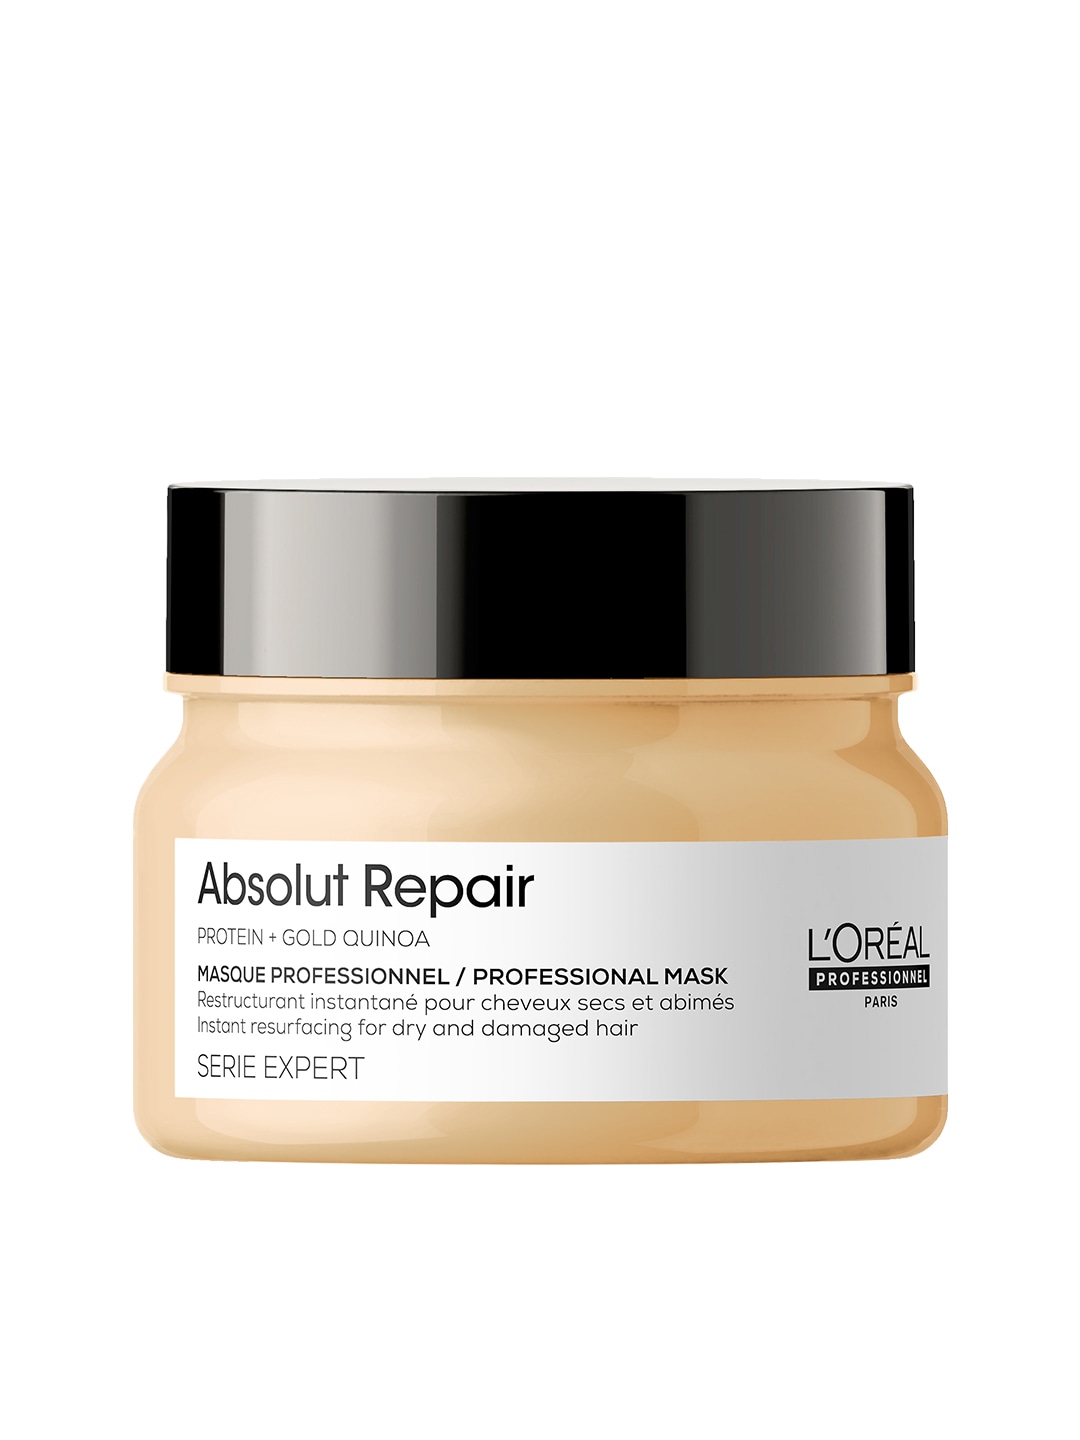 Absolut Repair
PROTEIN + GOLD QUINOA
MASQUE PROFESSIONNEL / PROFESSIONAL MASK
Restructurant instantané pour cheveux secs et abimés
Instant resurfacing for dry and damaged hair
SERIE EXPERT
L'ORÉAL
PROFESSIONNEL
PARIS